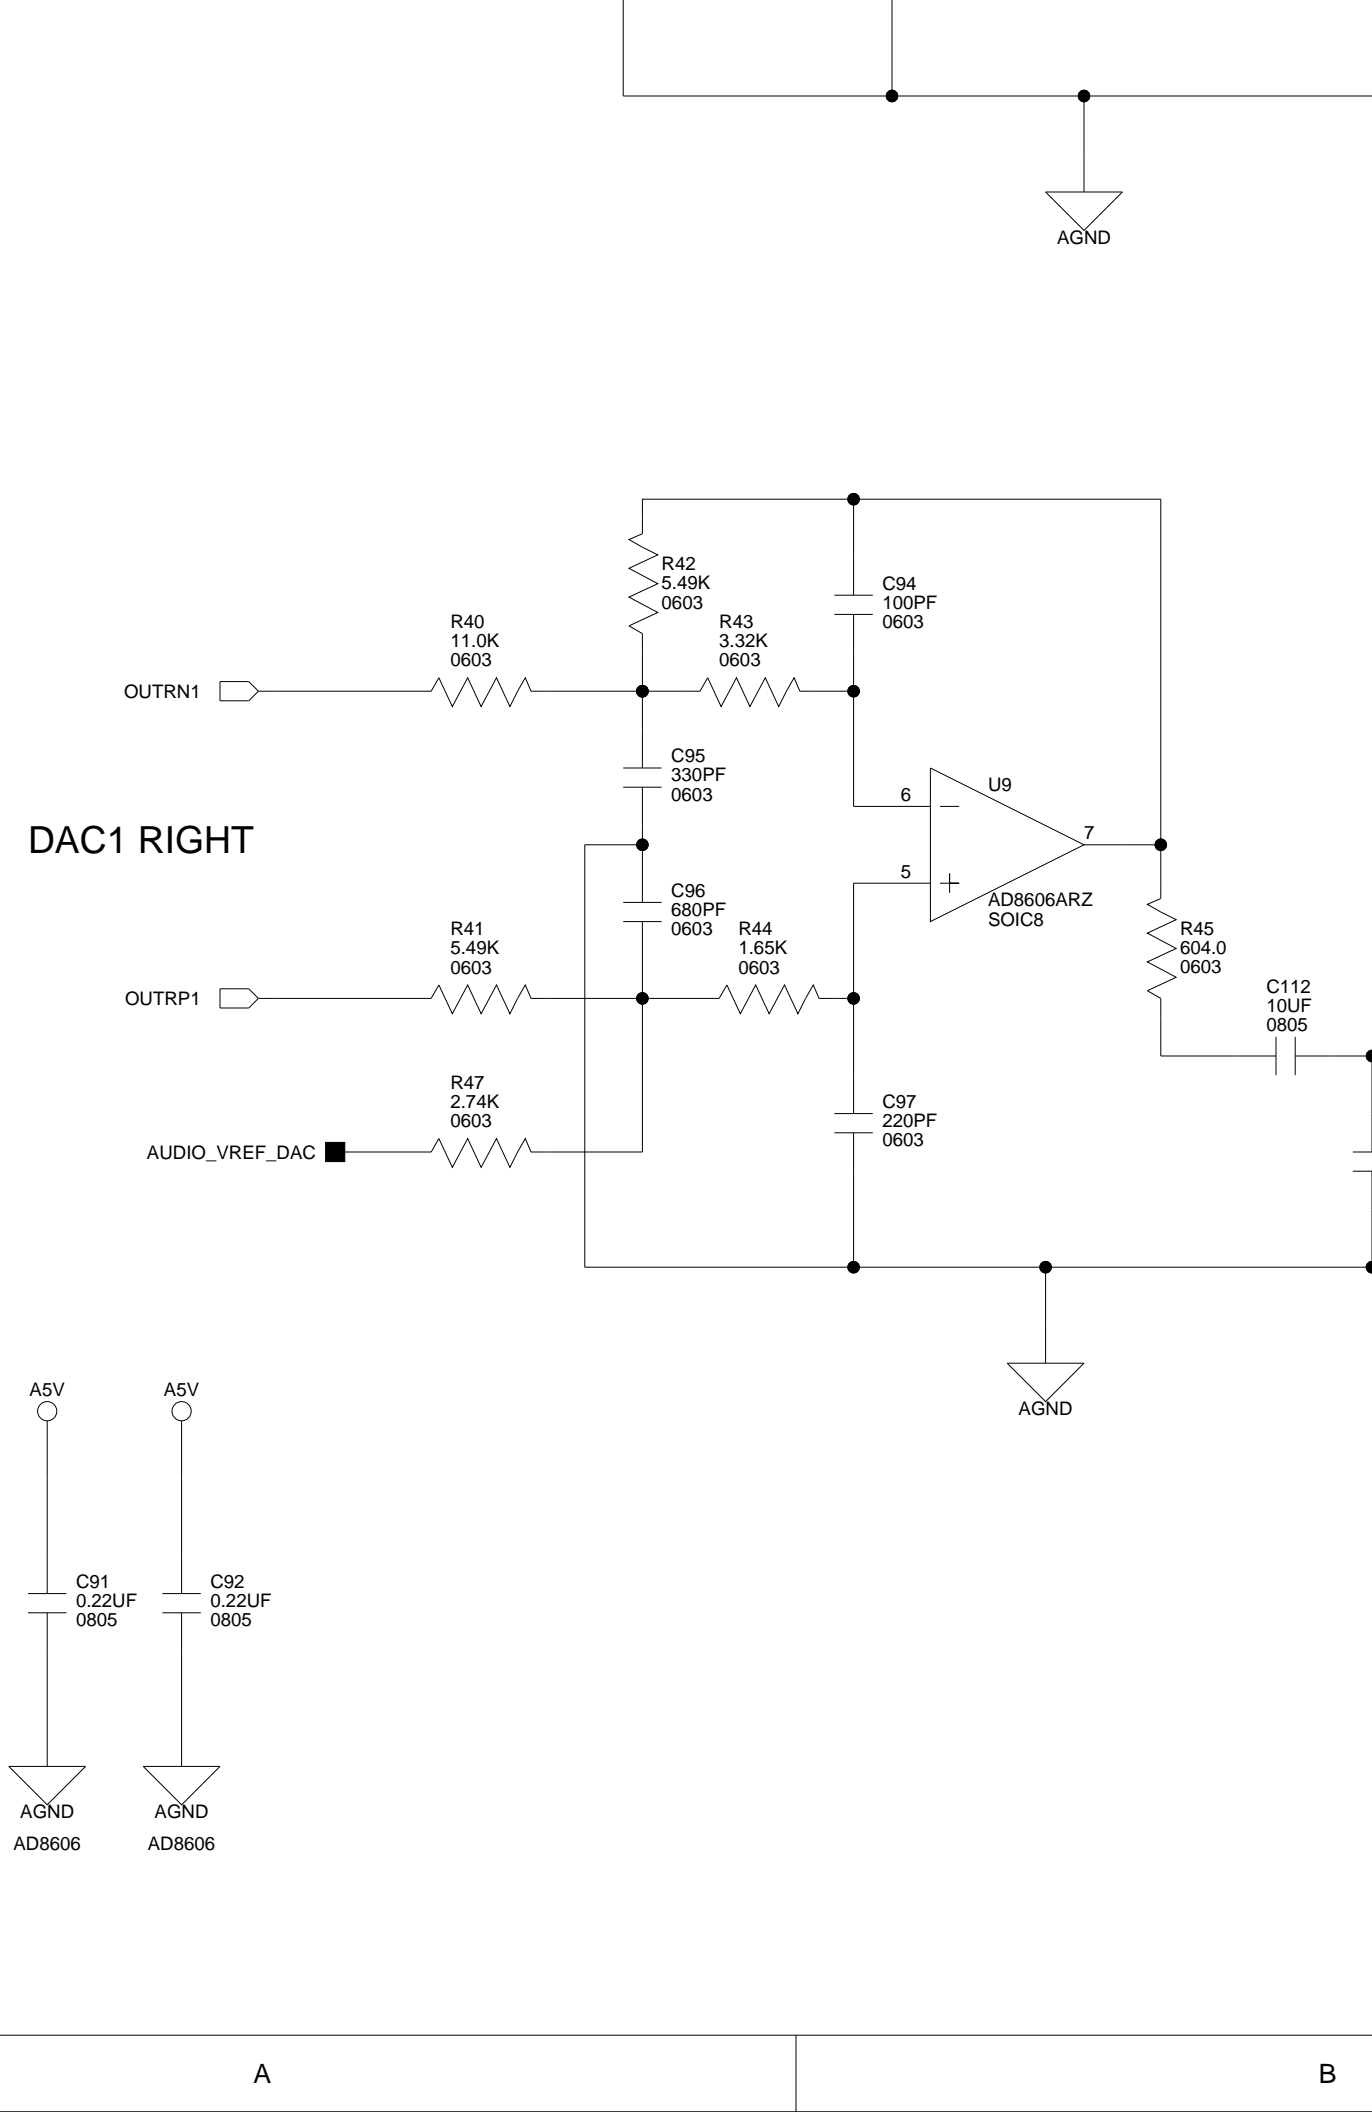 AGND
R42
5.49K
0603
C94
100PF
0603
R40
11.0K
0603
R43
3.32K
0603
OUTRN1
C95
330PF
0603
DAC1 RIGHT
6
U9
7
5
AD8606ARZ
SOIC8
C96
680PF
0603
R41
5.49K
0603
R44
1.65K
0603
R45
604.0
0603
OUTRP1
C112
10UF
0805
R47
2.74K
0603
C97
220PF
0603
AUDIO_VREF_DAC
AGND
A5V
A5V
C91
0.22UF
0805
C92
0.22UF
0805
AGND
AGND
AD8606
AD8606
A
B